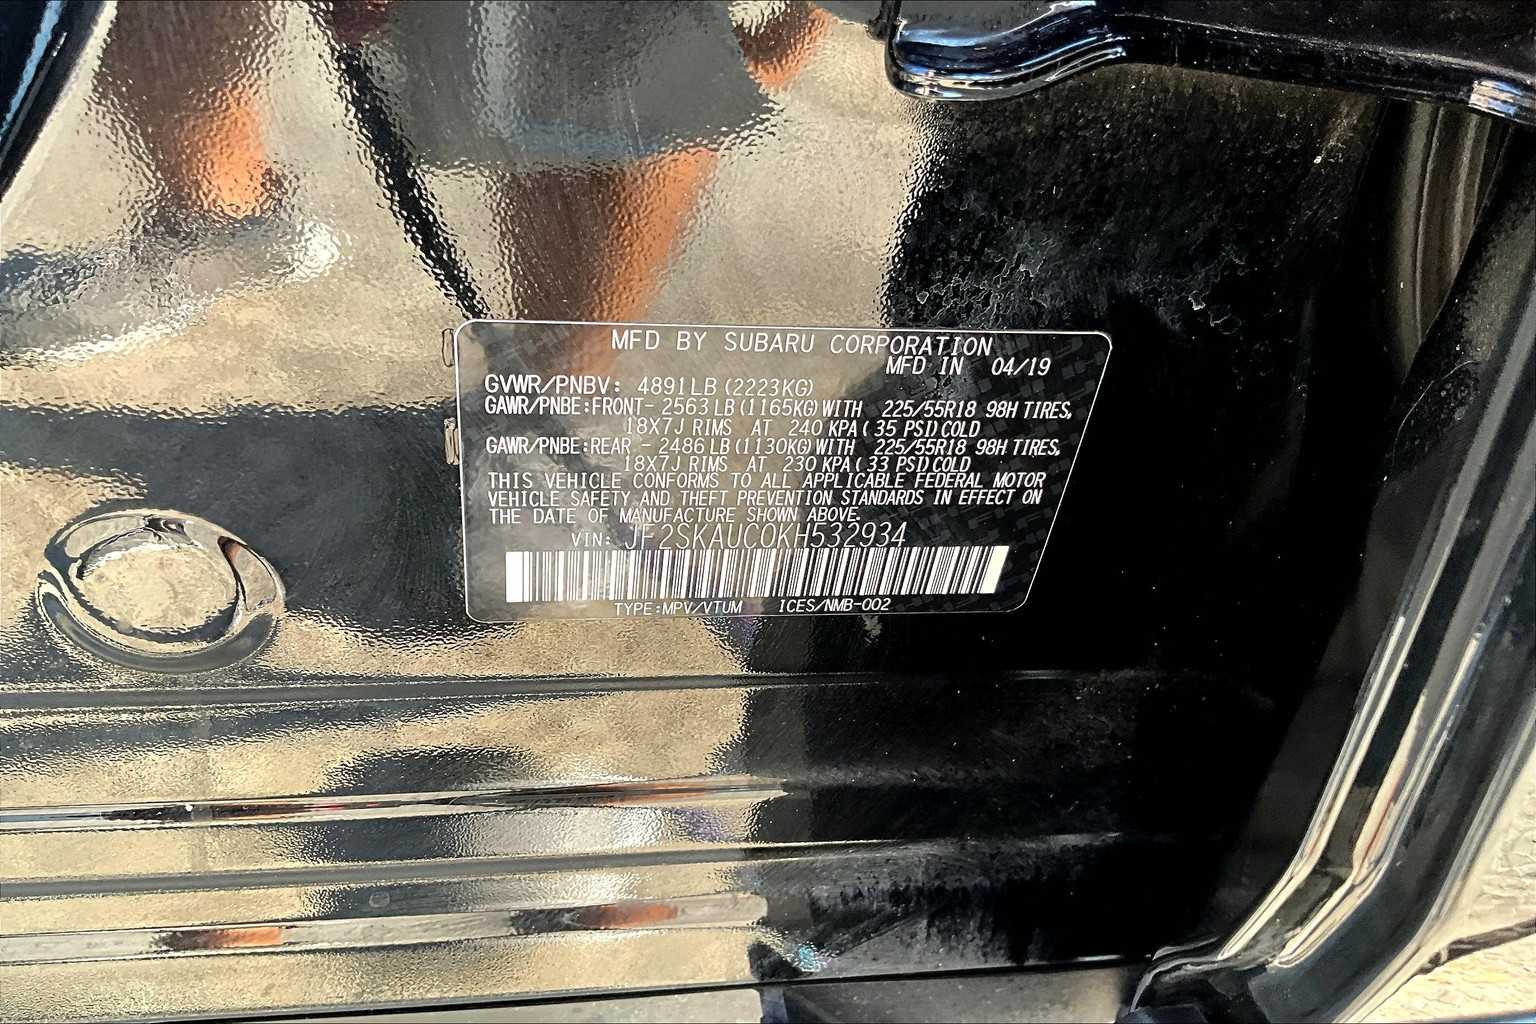 MFD BY SUBARU CORPORATION
MFD IN 04/19
GVWR/PNBV: 4891LB (2223KG)
GAWR/PNBE:FRONT- 2563 LB (1165KG) WITH 225/55R18 98H TIRES,
18X7J RIMS AT 240 KPA ( 35 PSI) COLD
GAWR/PNBE:REAR - 2486 LB (1130KG) WITH 225/55R18 98H TIRES,
18X7J RIMS AT 230 KPA ( 33 PSI) COLD
THIS VEHICLE CONFORMS TO ALL APPLICABLE FEDERAL MOTOR
VEHICLE SAFETY AND THEFT PREVENTION STANDARDS IN EFFECT ON
THE DATE OF MANUFACTURE SHOWN ABOVE.
VIN: JF2SKAUC0KH532934
TYPE:MPV/VTUM ICES/NMB-002